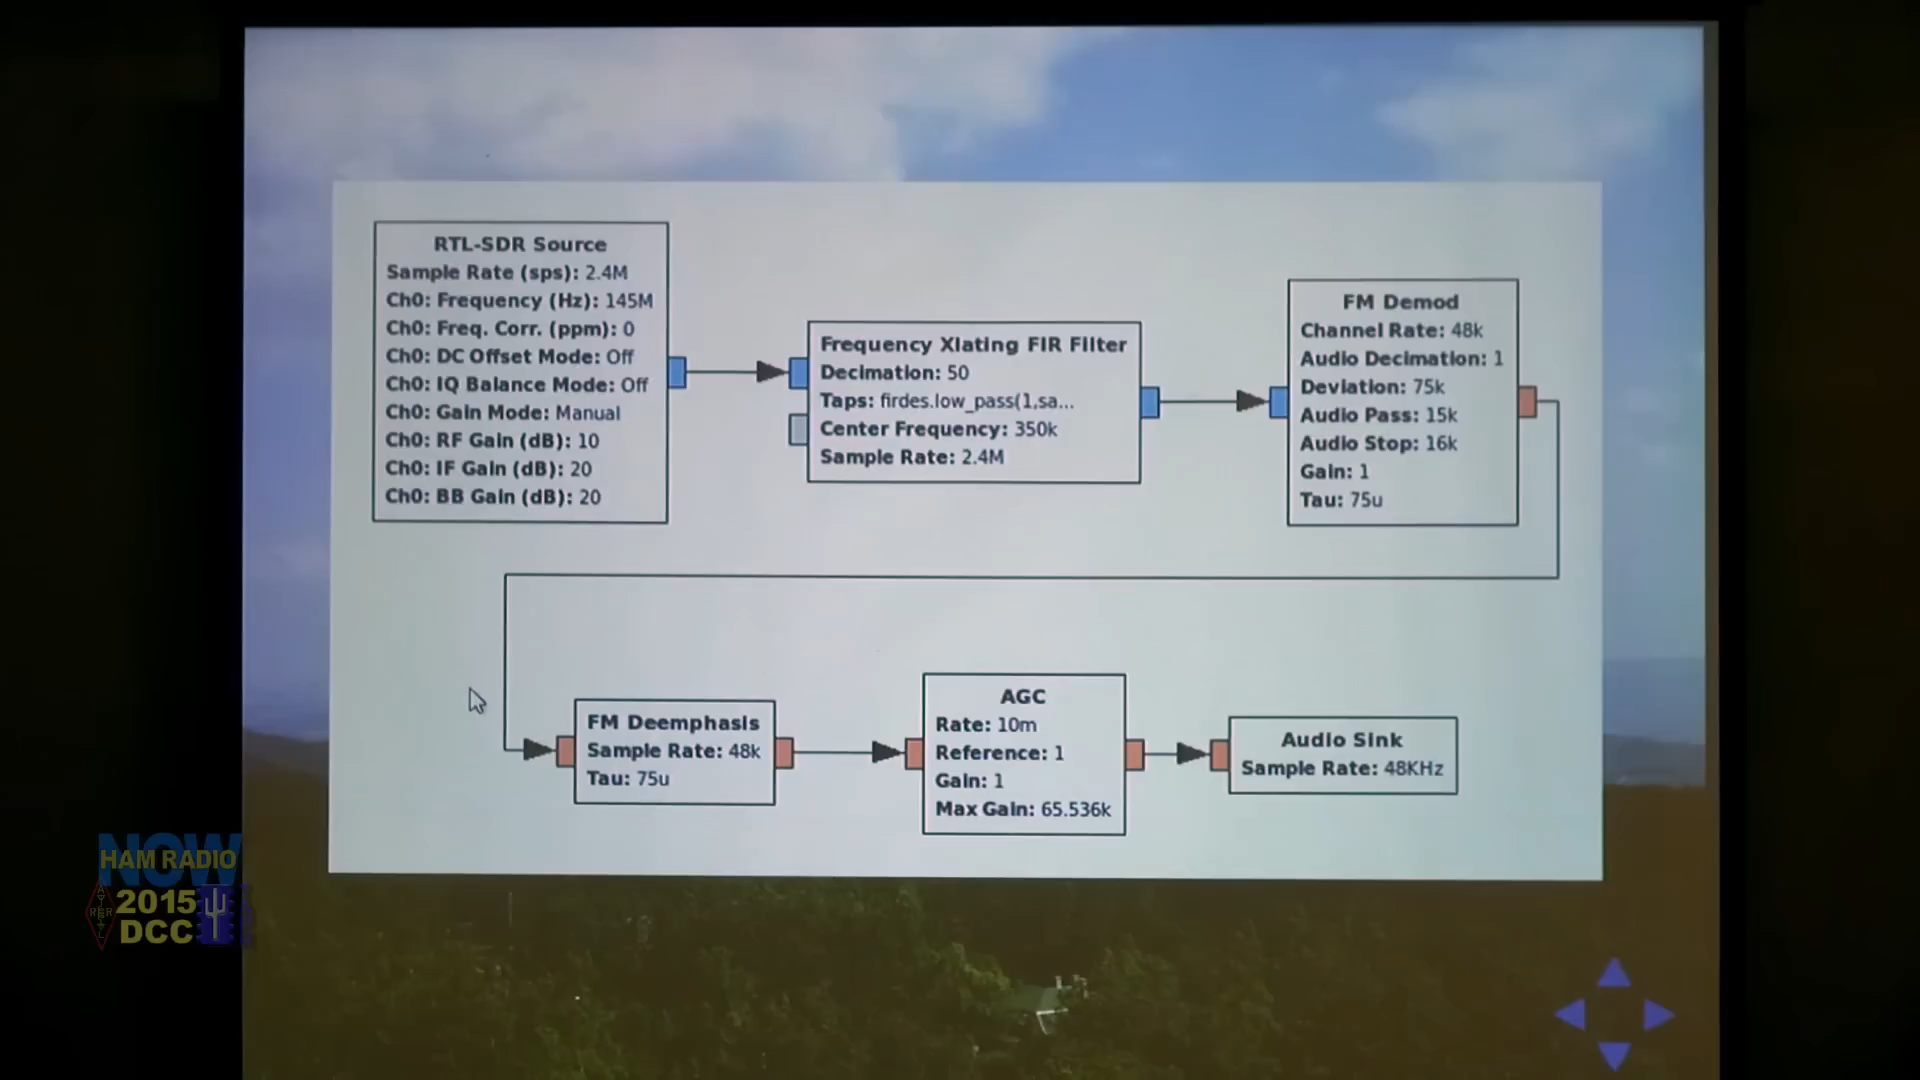 RTL-SDR Source
Sample Rate (sps): 2.4M
Ch0: Frequency (Hz): 145M
Ch0: Freq. Corr. (ppm): 0
Ch0: DC Offset Mode: Off
Ch0: IQ Balance Mode: Off
Ch0: Gain Mode: Manual
Ch0: RF Gain (dB): 10
Ch0: IF Gain (dB): 20
Ch0: BB Gain (dB): 20
Frequency Xlating FIR Filter
Decimation: 50
Taps: firdes.low_pass(1,sa...
Center Frequency: 350k
Sample Rate: 2.4M
FM Demod
Channel Rate: 48k
Audio Decimation: 1
Deviation: 75k
Audio Pass: 15k
Audio Stop: 16k
Gain: 1
Tau: 75u
FM Deemphasis
Sample Rate: 48k
Tau: 75u
AGC
Rate: 10m
Reference: 1
Gain: 1
Max Gain: 65.536k
Audio Sink
Sample Rate: 48KHz
NOW
HAM RADIO
2015
DCC